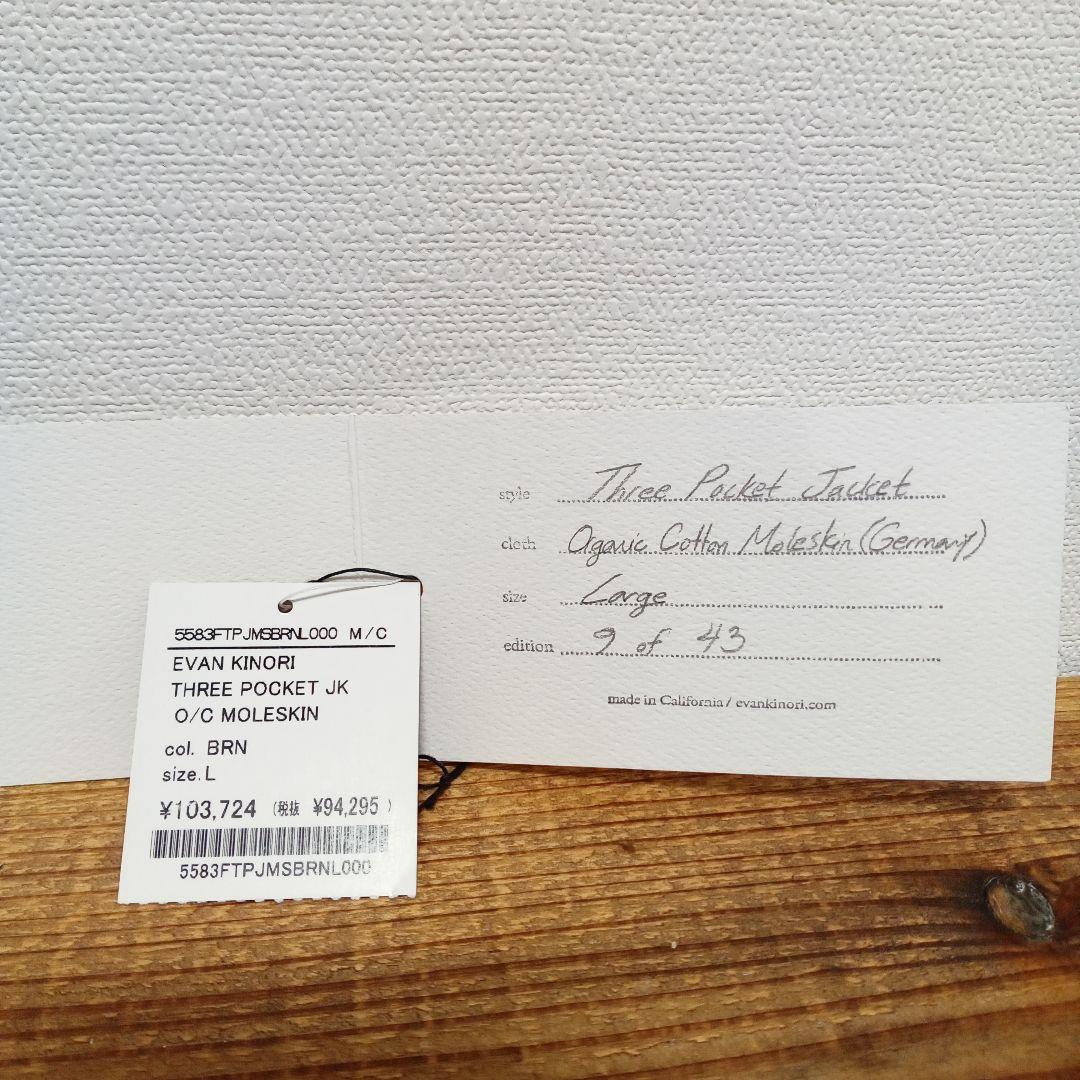 style Three Pocket Jacket
cloth Organic Cotton Moleskin (Germany)
size Large
edition 9 of 43
made in California / evankinori.com
5583FTPJMSBRNL000 M/C
EVAN KINORI
THREE POCKET JK
O/C MOLESKIN
col. BRN
size.L
¥103,724 (税抜 ¥94,295)
5583FTPJMSBRNL000